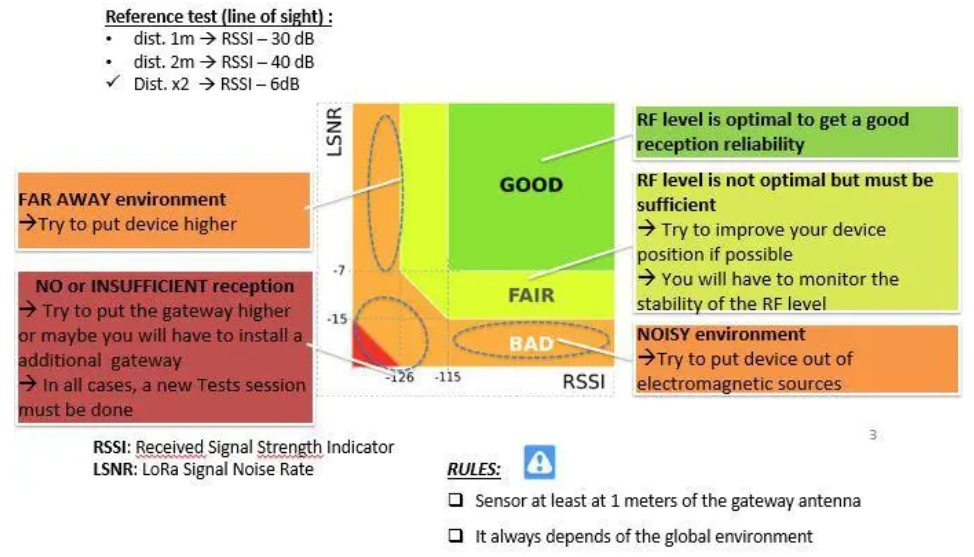 Reference test (line of sight) :
• dist. 1m → RSSI – 30 dB
• dist. 2m → RSSI – 40 dB
✓ Dist. x2 → RSSI – 6dB
FAR AWAY environment
→Try to put device higher
NO or INSUFFICIENT reception
→ Try to put the gateway higher
or maybe you will have to install a
additional gateway
→ In all cases, a new Tests session
must be done
LSNR
GOOD
-7
FAIR
-15
BAD
-126 -115
RSSI
RF level is optimal to get a good
reception reliability
RF level is not optimal but must be
sufficient
→ Try to improve your device
position if possible
→ You will have to monitor the
stability of the RF level
NOISY environment
→Try to put device out of
electromagnetic sources
3
RSSI: Received Signal Strength Indicator
LSNR: LoRa Signal Noise Rate
RULES:
❑ Sensor at least at 1 meters of the gateway antenna
❑ It always depends of the global environment